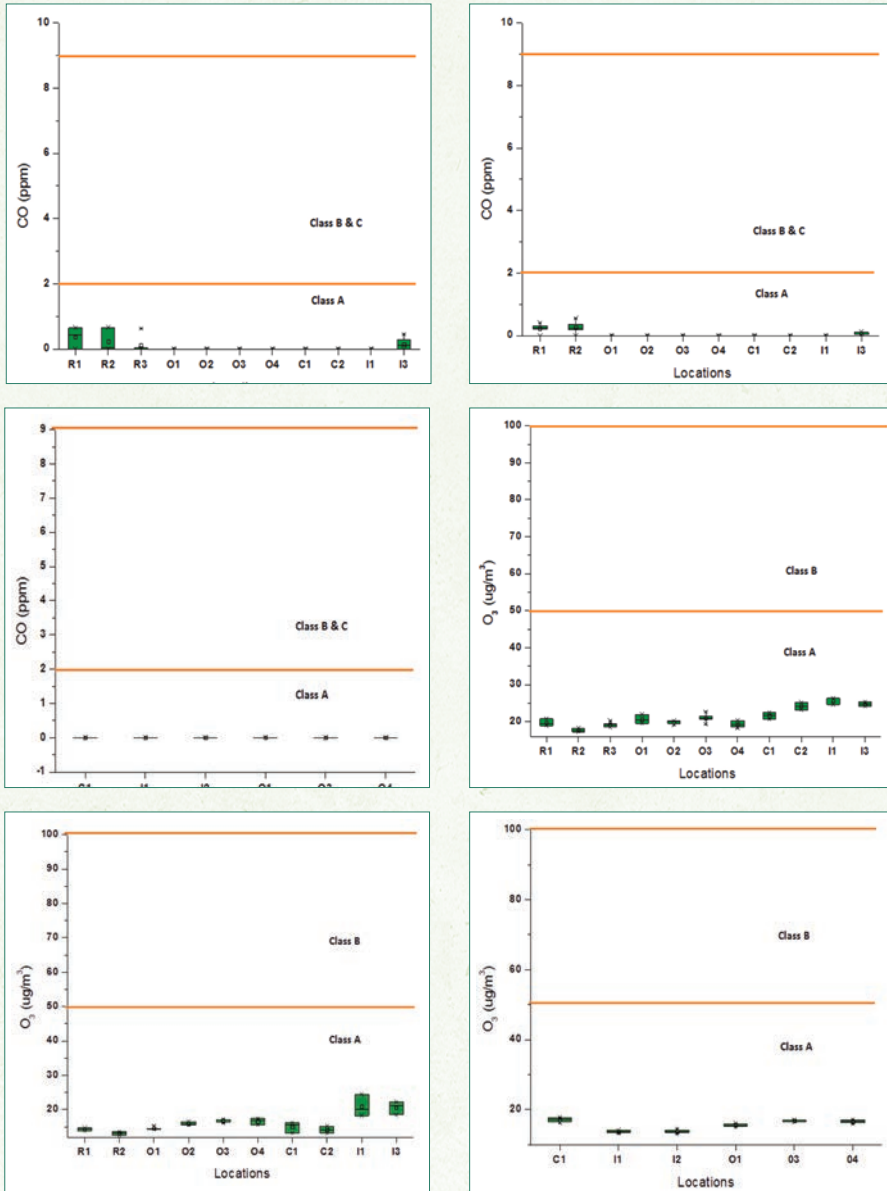 10
8
6
4
2
0
CO (ppm)
Class B & C
Class A
R1 R2 R3 O1 O2 O3 O4 C1 C2 I1 I3
10
8
6
4
2
0
CO (ppm)
Class B & C
Class A
R1 R2 O1 O2 O3 O4 C1 C2 I1 I3
Locations
9
8
7
6
5
4
3
2
1
0
-1
CO (ppm)
Class B & C
Class A
100
90
80
70
60
50
40
30
20
O₃ (ug/m³)
Class B
Class A
R1 R2 R3 O1 O2 O3 O4 C1 C2 I1 I3
Locations
100
90
80
70
60
50
40
30
20
O₃ (ug/m³)
Class B
Class A
R1 R2 O1 O2 O3 O4 C1 C2 I1 I3
Locations
100
80
60
40
20
O₃ (ug/m³)
Class B
Class A
C1 I1 I2 O1 03 04
Locations